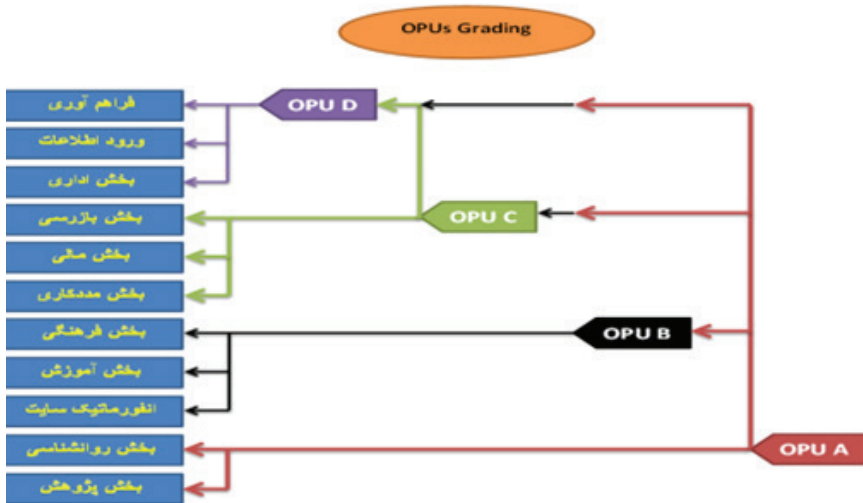 OPUs Grading
فراهم آوری
OPU D
ورود اطلاعات
بخش اداری
بخش بازرسی
OPU C
بخش مالی
بخش مددکاری
بخش فرهنگی
OPU B
بخش آموزش
انفورماتیک سایت
بخش روانشناسی
OPU A
بخش پژوهش